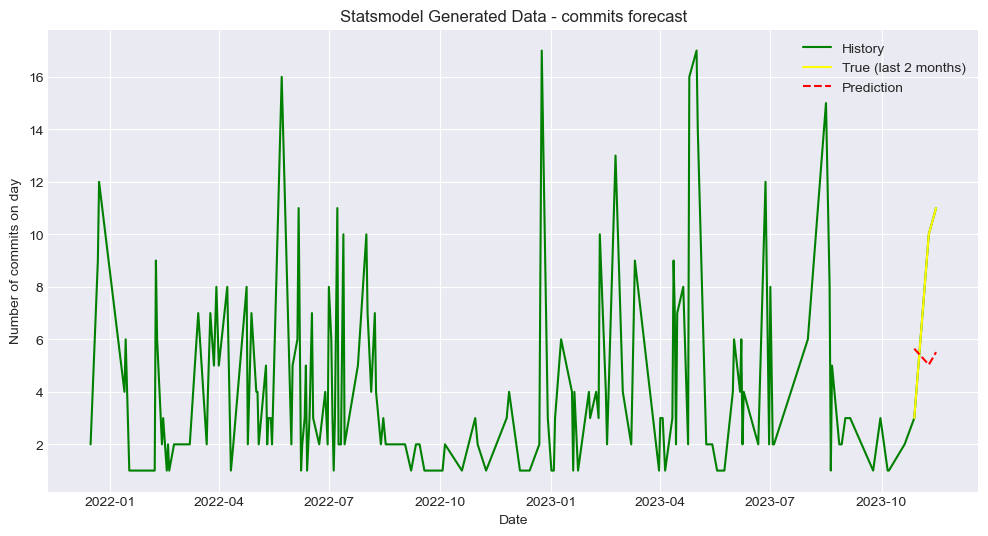 Statsmodel Generated Data - commits forecast
History
True (last 2 months)
Prediction
Number of commits on day
16
14
12
10
8
6
4
2
2022-01
2022-04
2022-07
2022-10
2023-01
2023-04
2023-07
2023-10
Date